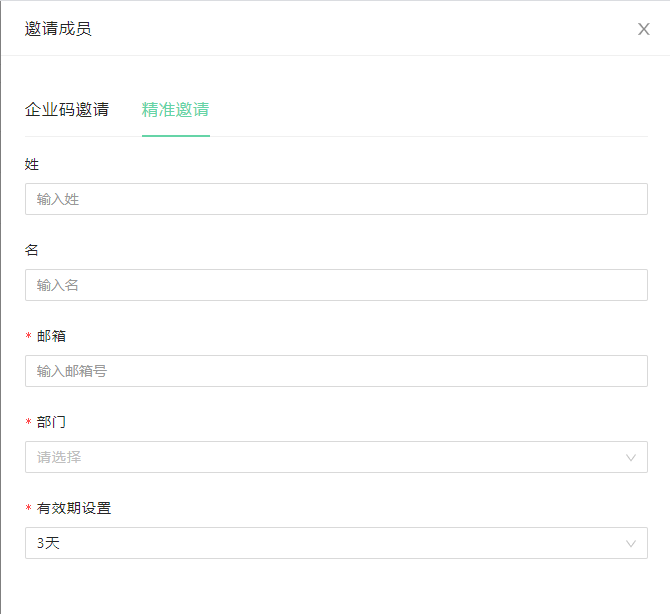 邀请成员
企业码邀请 精准邀请
姓
输入姓
名
输入名
* 邮箱
输入邮箱号
* 部门
请选择
* 有效期设置
3天